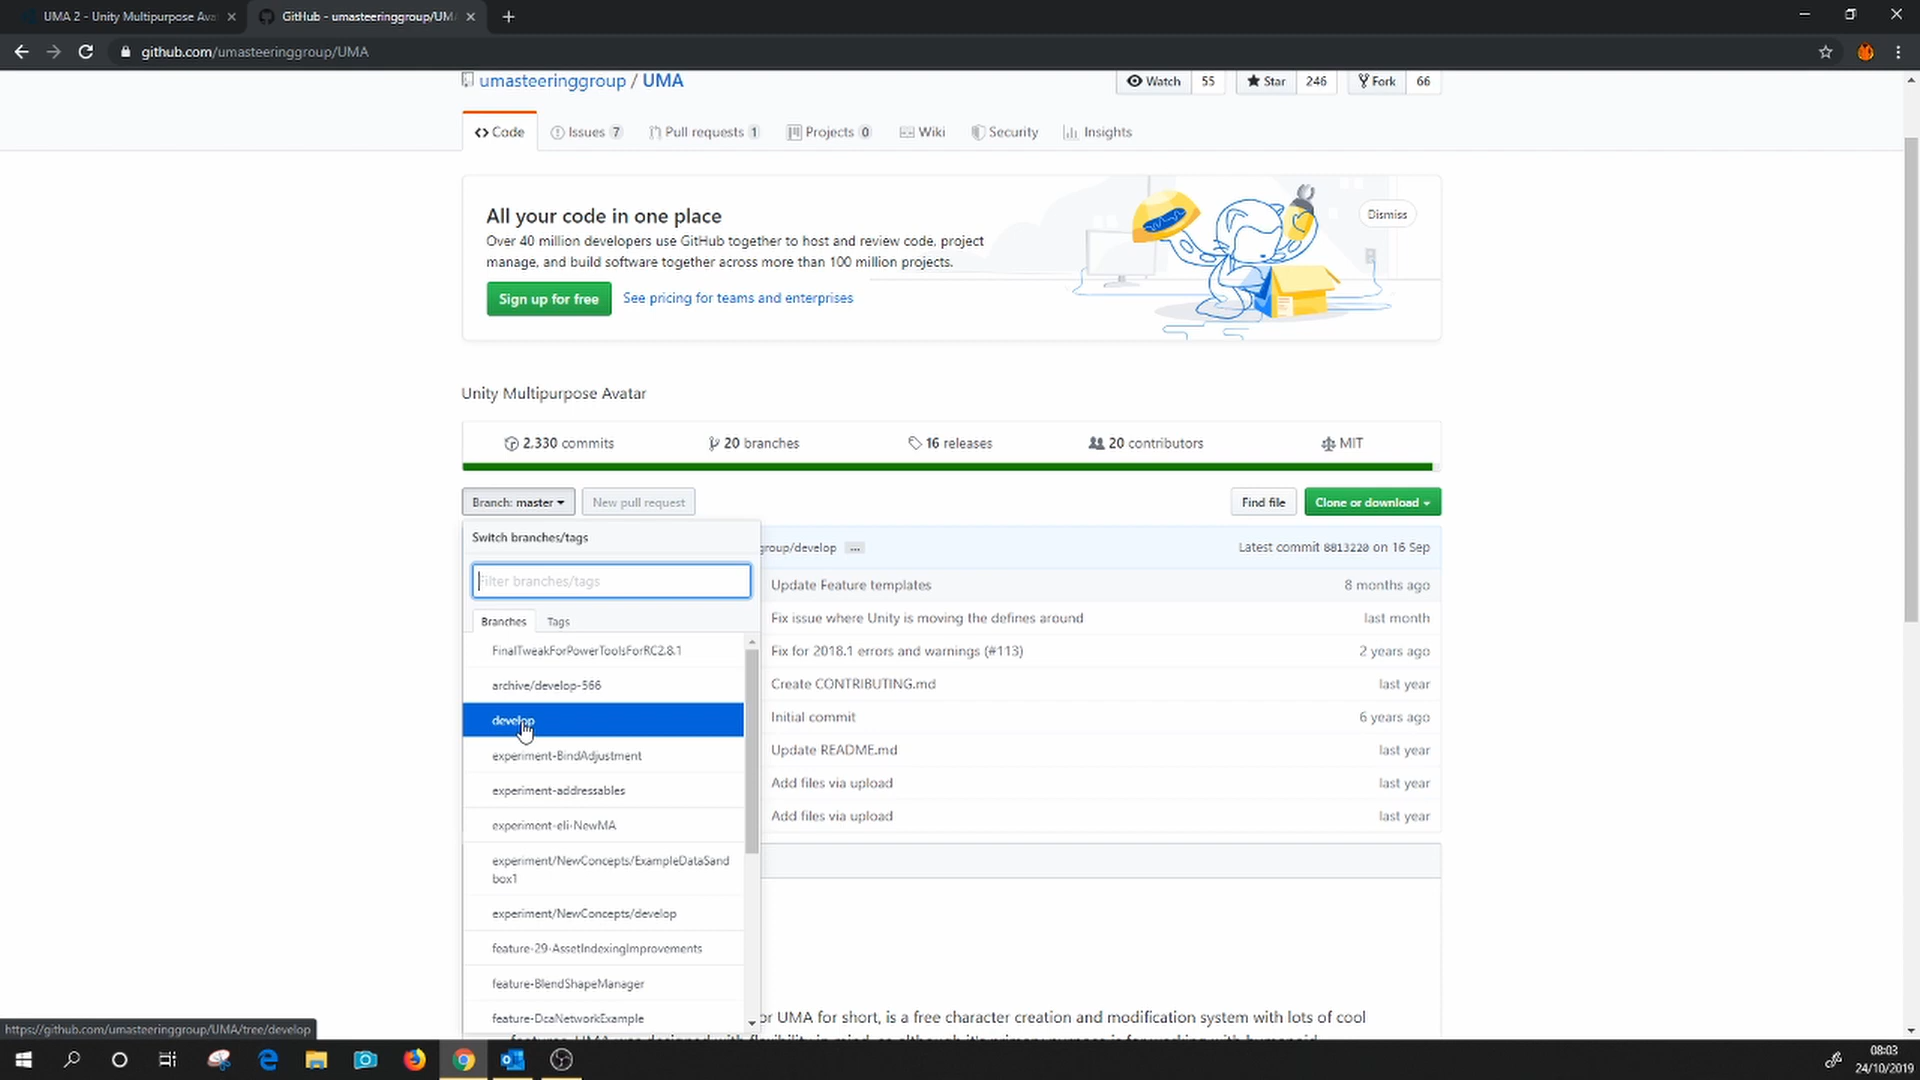 UMA 2 - Unity Multipurpose Ava
GitHub - umasteeringgroup/UM
github.com/umasteeringgroup/UMA
umasteeringgroup / UMA
Watch 55 Star 246 Fork 66
Code Issues 7 Pull requests 1 Projects 0 Wiki Security Insights
All your code in one place
Dismiss
Over 40 million developers use GitHub together to host and review code, project
manage, and build software together across more than 100 million projects.
Sign up for free See pricing for teams and enterprises
Unity Multipurpose Avatar
2,330 commits 20 branches 16 releases 20 contributors MIT
Branch: master New pull request Find file Clone or download
Switch branches/tags
group/develop ... Latest commit 8813220 on 16 Sep
Filter branches/tags
Update Feature templates 8 months ago
Branches Tags
Fix issue where Unity is moving the defines around last month
FinalTweakForPowerToolsForRC2.8.1
Fix for 2018.1 errors and warnings (#113) 2 years ago
archive/develop-566
Create CONTRIBUTING.md last year
develop
Initial commit 6 years ago
experiment-BindAdjustment
Update README.md last year
experiment-addressables
Add files via upload last year
experiment-eli-NewMA
Add files via upload last year
experiment/NewConcepts/ExampleDataSand
box1
experiment/NewConcepts/develop
feature-29-AssetIndexingImprovements
feature-BlendShapeManager
feature-DcaNetworkExample
or UMA for short, is a free character creation and modification system with lots of cool
https://github.com/umasteeringgroup/UMA/tree/develop
08:03
24/10/2019